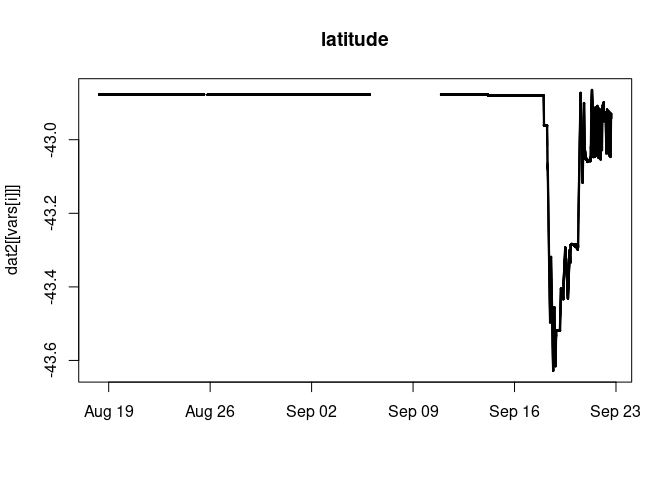 latitude
dat2[[vars[i]]]
-43.0
-43.2
-43.4
-43.6
Aug 19 Aug 26 Sep 02 Sep 09 Sep 16 Sep 23